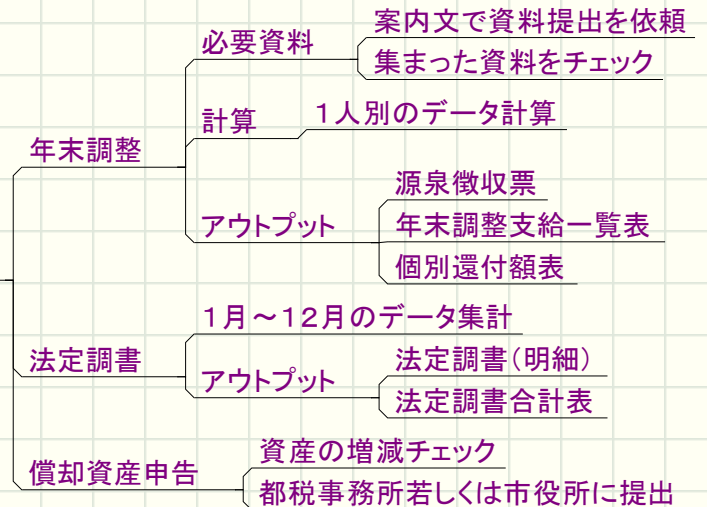 年末調整
必要資料
案内文で資料提出を依頼
集まった資料をチェック
計算
１人別のデータ計算
アウトプット
源泉徴収票
年末調整支給一覧表
個別還付額表
法定調書
１月～１２月のデータ集計
アウトプット
法定調書（明細）
法定調書合計表
償却資産申告
資産の増減チェック
都税事務所若しくは市役所に提出